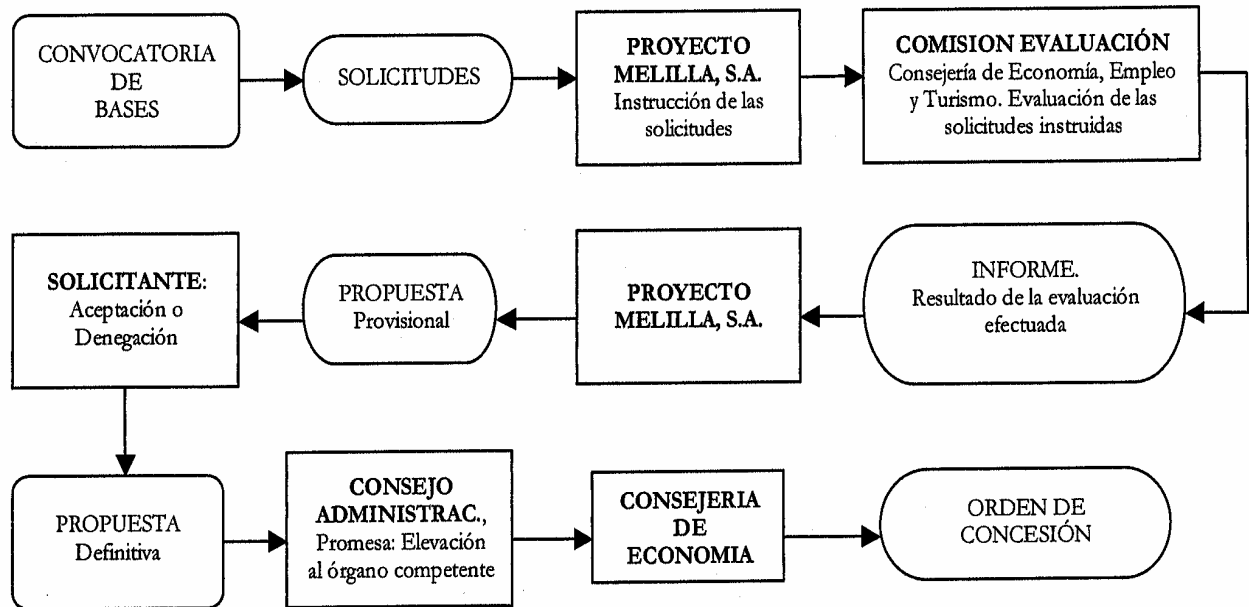 CONVOCATORIA
DE
BASES
SOLICITUDES
PROYECTO
MELILLA, S.A.
Instrucción de las
solicitudes
COMISION EVALUACIÓN
Consejería de Economía, Empleo
y Turismo. Evaluación de las
solicitudes instruidas
INFORME.
Resultado de la evaluación
efectuada
PROYECTO
MELILLA, S.A.
PROPUESTA
Provisional
SOLICITANTE:
Aceptación o
Denegación
PROPUESTA
Definitiva
CONSEJO
ADMINISTRAC.,
Promesa: Elevación
al órgano competente
CONSEJERIA
DE
ECONOMIA
ORDEN DE
CONCESIÓN